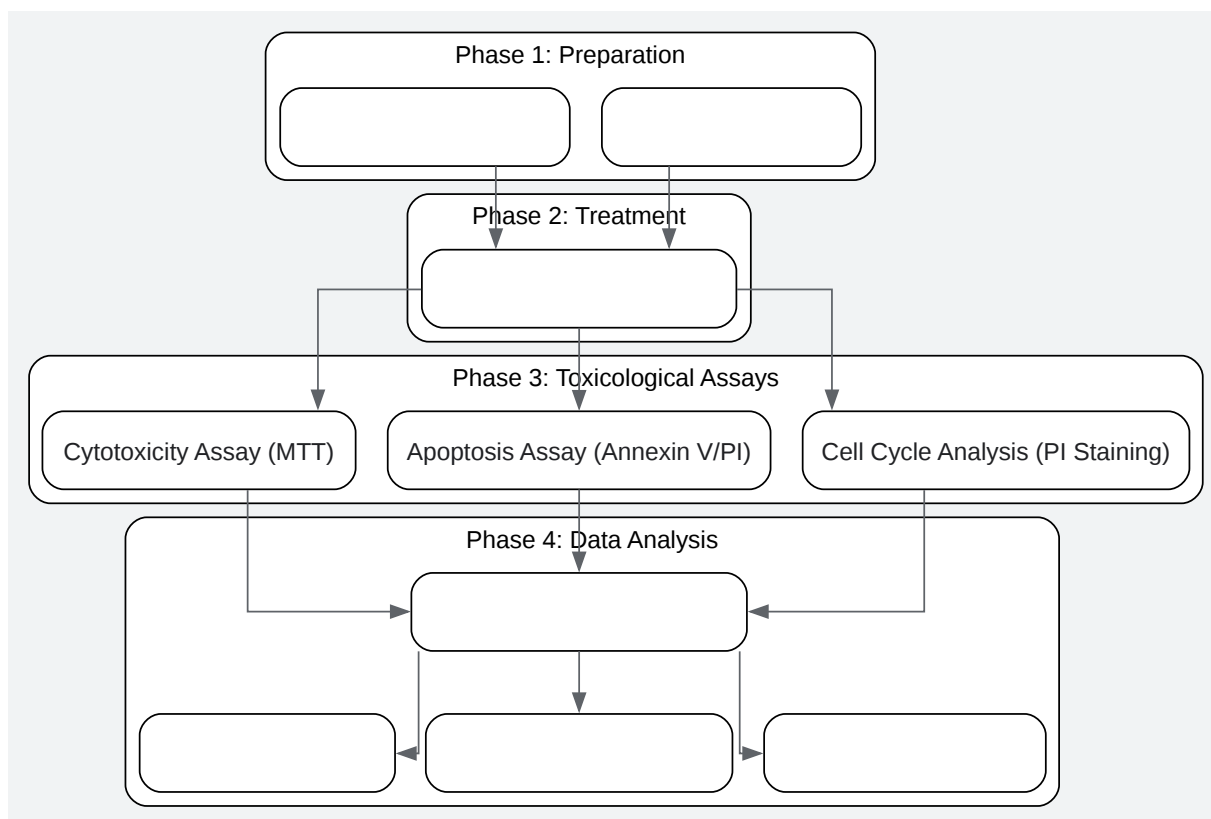 Phase 1: Preparation
Phase 2: Treatment
Phase 3: Toxicological Assays
Cytotoxicity Assay (MTT)
Apoptosis Assay (Annexin V/PI)
Cell Cycle Analysis (PI Staining)
Phase 4: Data Analysis